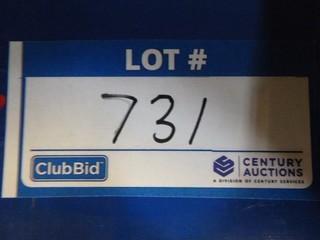 LOT #
731
ClubBid
CENTURY
AUCTIONS
A DIVISION OF CENTURY SERVICES